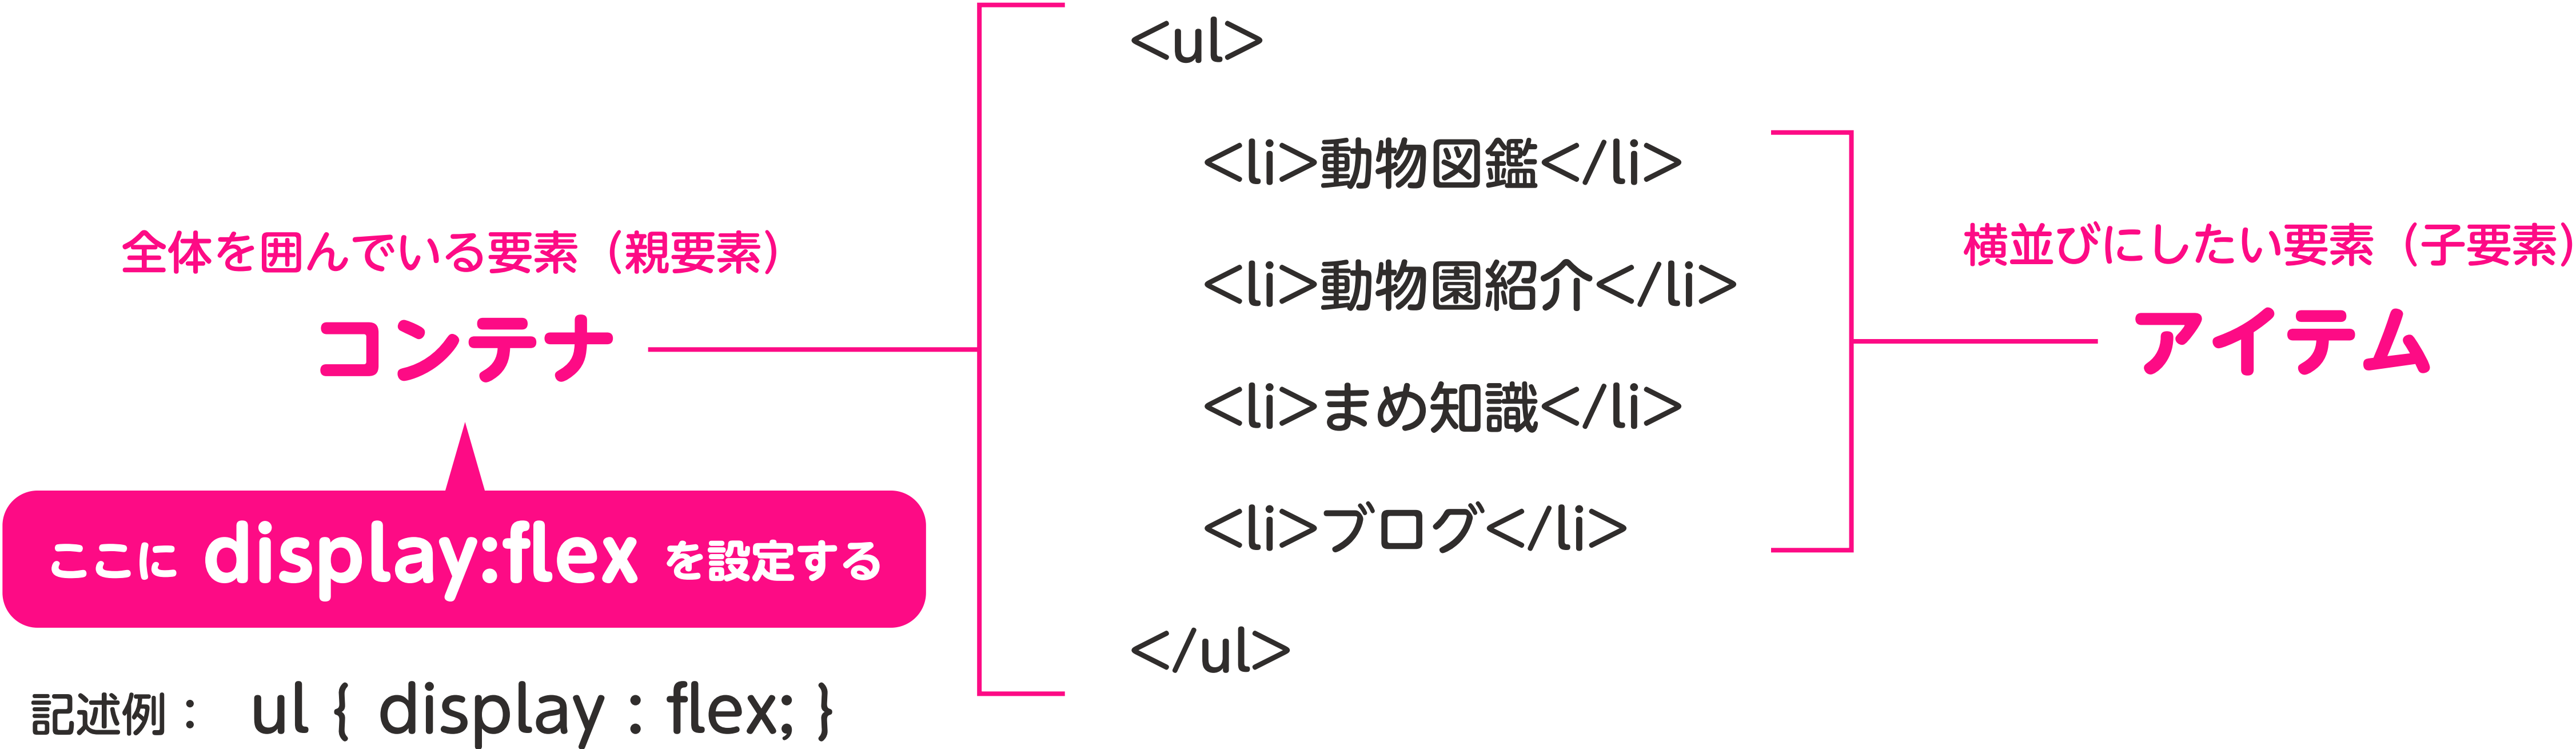 全体を囲んでいる要素（親要素）
コンテナ
ここに display:flex を設定する
記述例： ul { display : flex; }
<ul>
<li>動物図鑑</li>
<li>動物園紹介</li>
<li>まめ知識</li>
<li>ブログ</li>
</ul>
横並びにしたい要素（子要素）
アイテム